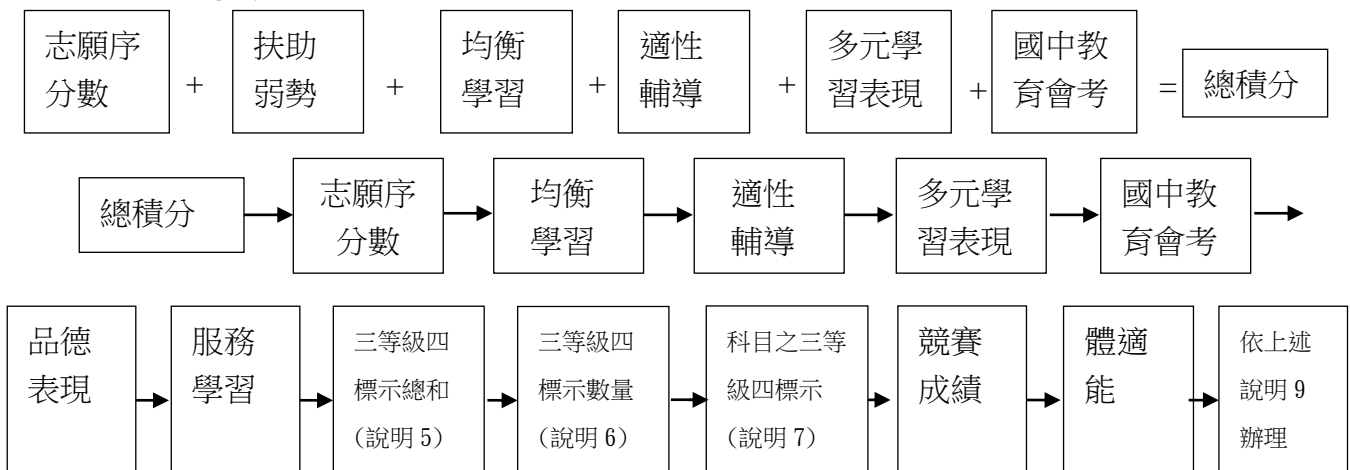 志願序 扶助 均衡 適性 多元學 國中教
分數 + 弱勢 + 學習 + 輔導 + 習表現 + 育會考 = 總積分
總積分 志願序 均衡 適性 多元學 國中教
分數 學習 輔導 習表現 育會考
品德 服務 三等級四 三等級四 科目之三等 競賽 體適 依上述
表現 學習 標示總和 標示數量 級四標示 成績 能 說明 9
(說明 5) (說明 6) (說明 7) 辦理